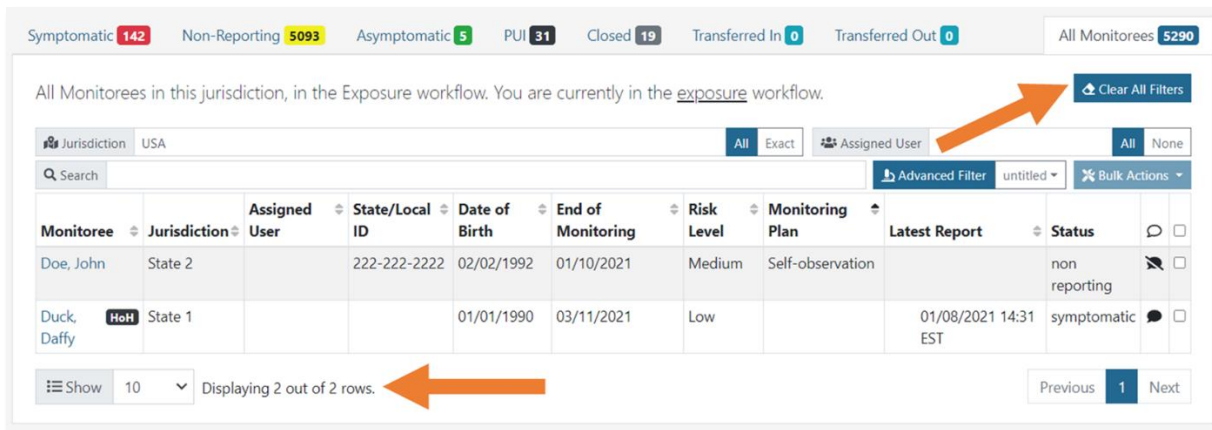 Symptomatic 142 Non-Reporting 5093 Asymptomatic 5 PUI 31 Closed 19 Transferred In 0 Transferred Out 0 All Monitorees 5290
All Monitorees in this jurisdiction, in the Exposure workflow. You are currently in the exposure workflow.
Clear All Filters
Jurisdiction USA All Exact Assigned User All None
Search Advanced Filter untitled Bulk Actions
Monitoree Jurisdiction Assigned User State/Local ID Date of Birth End of Monitoring Risk Level Monitoring Plan Latest Report Status
Doe, John State 2 222-222-2222 02/02/1992 01/10/2021 Medium Self-observation non reporting
Duck, Daffy HoH State 1 01/01/1990 03/11/2021 Low 01/08/2021 14:31 EST symptomatic
Show 10 Displaying 2 out of 2 rows. Previous 1 Next